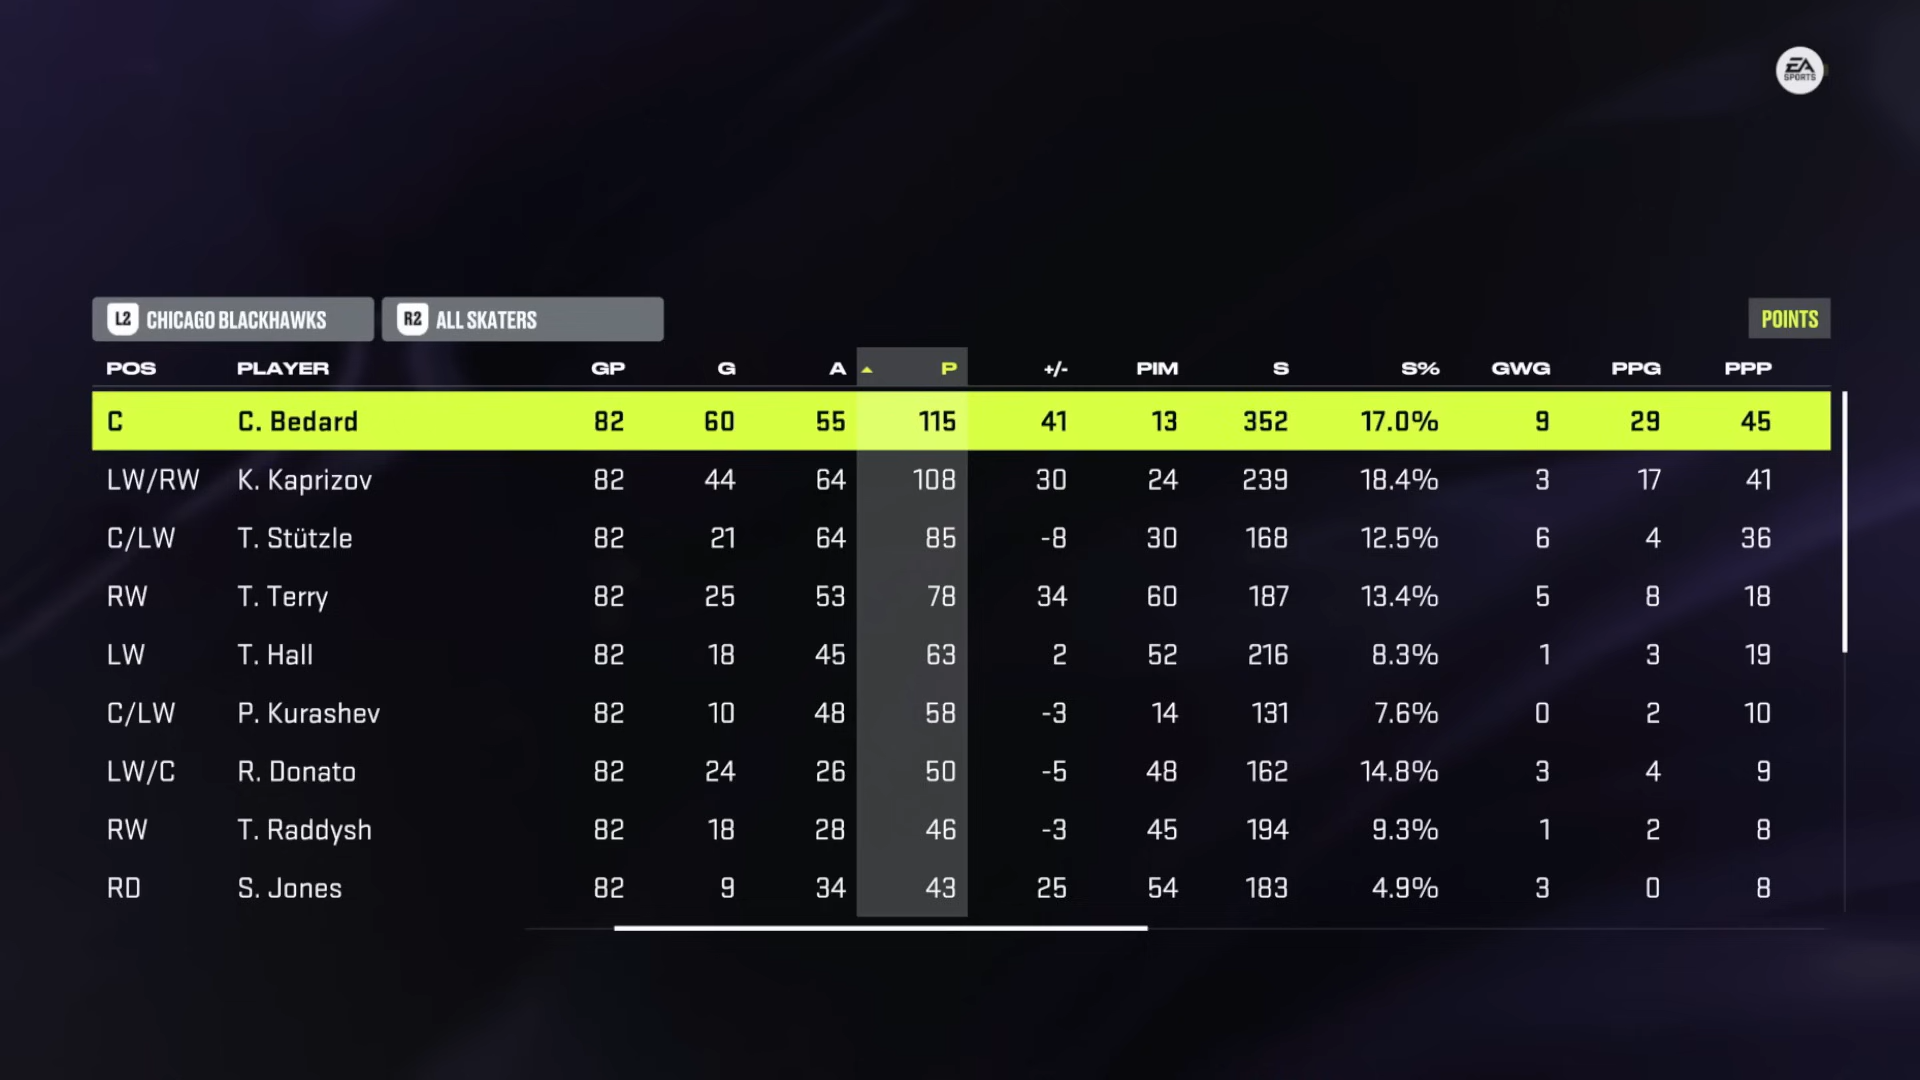 EA SPORTS
L2 CHICAGO BLACKHAWKS R2 ALL SKATERS POINTS
POS PLAYER GP G A P +/- PIM S S% GWG PPG PPP
C C. Bedard 82 60 55 115 41 13 352 17.0% 9 29 45
LW/RW K. Kaprizov 82 44 64 108 30 24 239 18.4% 3 17 41
C/LW T. Stützle 82 21 64 85 -8 30 168 12.5% 6 4 36
RW T. Terry 82 25 53 78 34 60 187 13.4% 5 8 18
LW T. Hall 82 18 45 63 2 52 216 8.3% 1 3 19
C/LW P. Kurashev 82 10 48 58 -3 14 131 7.6% 0 2 10
LW/C R. Donato 82 24 26 50 -5 48 162 14.8% 3 4 9
RW T. Raddysh 82 18 28 46 -3 45 194 9.3% 1 2 8
RD S. Jones 82 9 34 43 25 54 183 4.9% 3 0 8